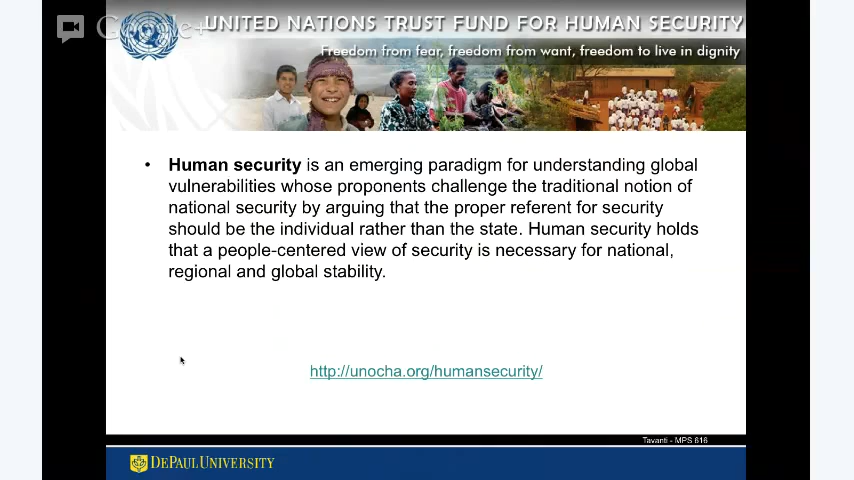 Google+
UNITED NATIONS TRUST FUND FOR HUMAN SECURITY
Freedom from fear, freedom from want, freedom to live in dignity
• Human security is an emerging paradigm for understanding global
vulnerabilities whose proponents challenge the traditional notion of
national security by arguing that the proper referent for security
should be the individual rather than the state. Human security holds
that a people-centered view of security is necessary for national,
regional and global stability.
http://unocha.org/humansecurity/
Tavanti - MPS 616
DEPAUL UNIVERSITY